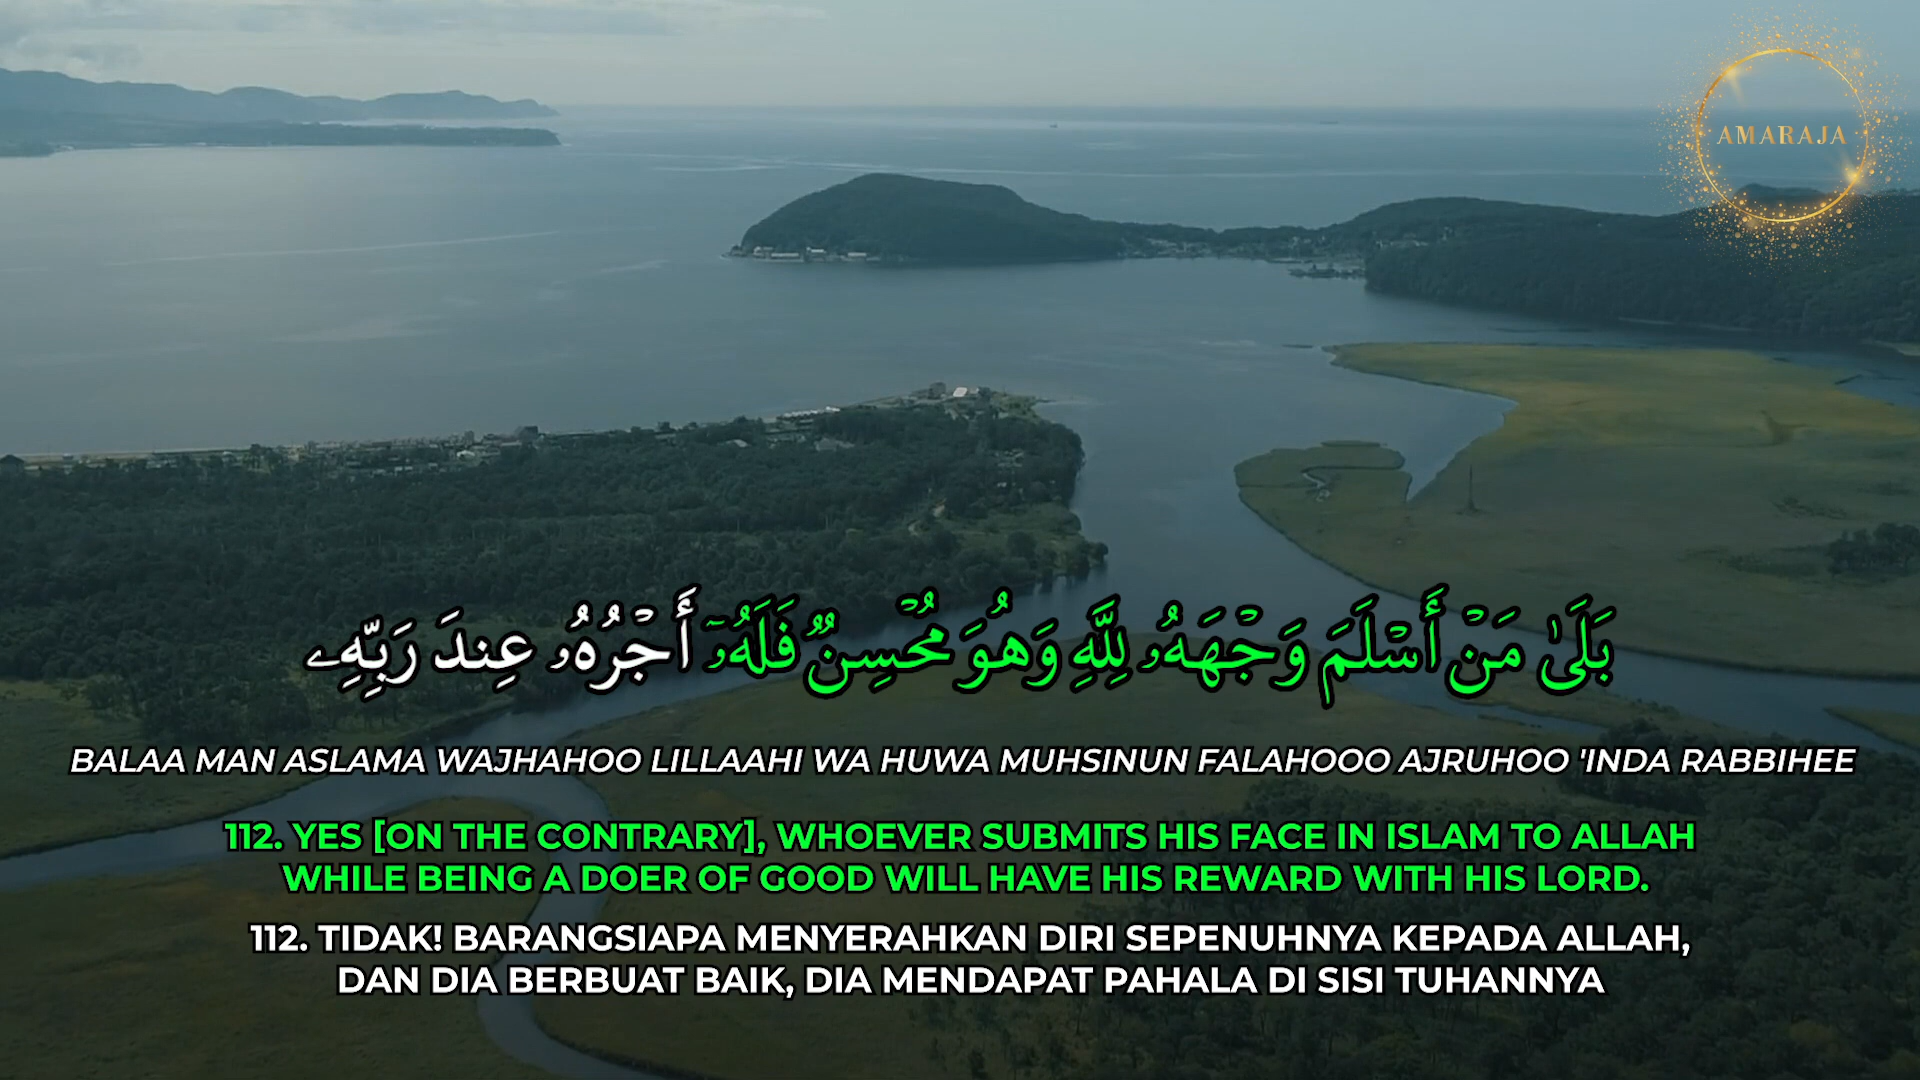 AMARAJA
بَلَىٰ مَنْ أَسْلَمَ وَجْهَهُۥ لِلَّهِ وَهُوَ مُحْسِنٌ فَلَهُۥٓ أَجْرُهُۥ عِندَ رَبِّهِۦ
BALAA MAN ASLAMA WAJHAHOO LILLAAHI WA HUWA MUHSINUN FALAHOOO AJRUHOO 'INDA RABBIHEE
112. YES [ON THE CONTRARY], WHOEVER SUBMITS HIS FACE IN ISLAM TO ALLAH
WHILE BEING A DOER OF GOOD WILL HAVE HIS REWARD WITH HIS LORD.
112. TIDAK! BARANGSIAPA MENYERAHKAN DIRI SEPENUHNYA KEPADA ALLAH,
DAN DIA BERBUAT BAIK, DIA MENDAPAT PAHALA DI SISI TUHANNYA